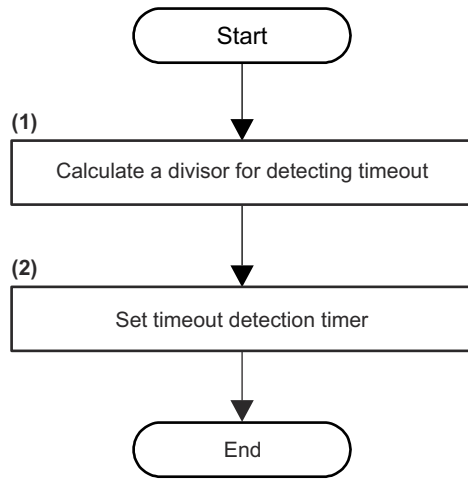 Start
(1)
Calculate a divisor for detecting timeout
(2)
Set timeout detection timer
End